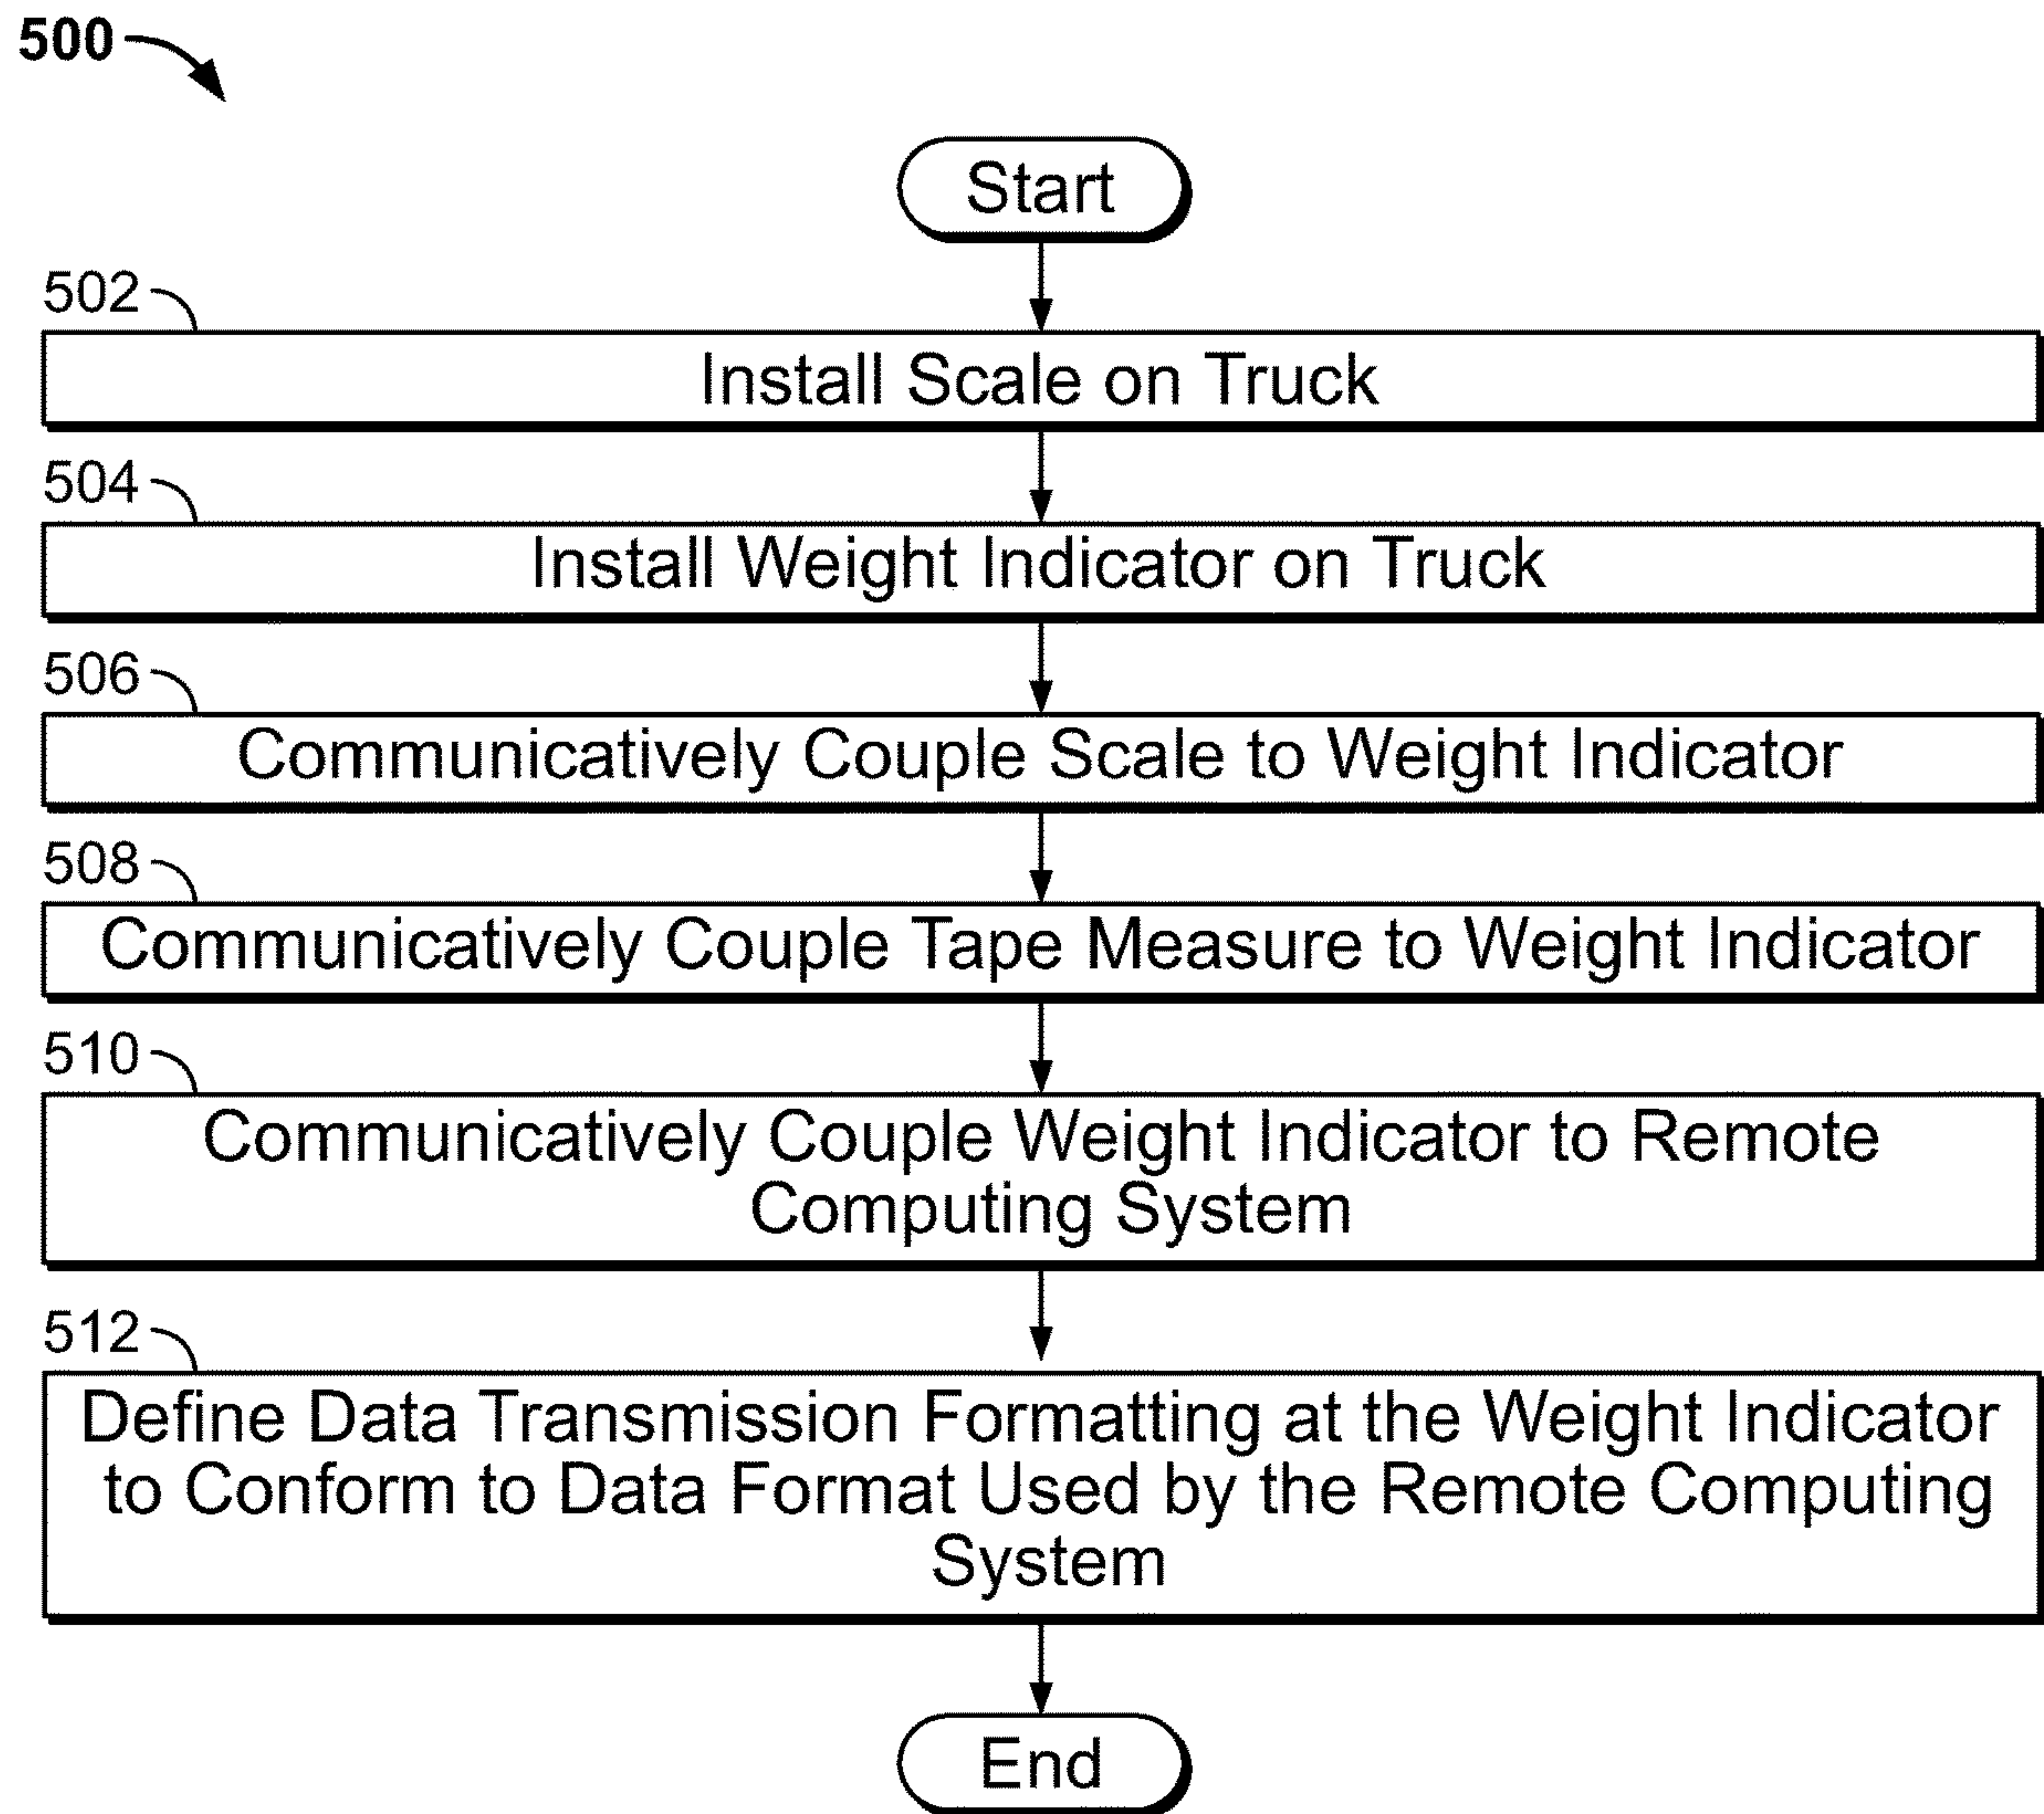 500
Start
502
Install Scale on Truck
504
Install Weight Indicator on Truck
506
Communicatively Couple Scale to Weight Indicator
508
Communicatively Couple Tape Measure to Weight Indicator
510
Communicatively Couple Weight Indicator to Remote
Computing System
512
Define Data Transmission Formatting at the Weight Indicator
to Conform to Data Format Used by the Remote Computing
System
End